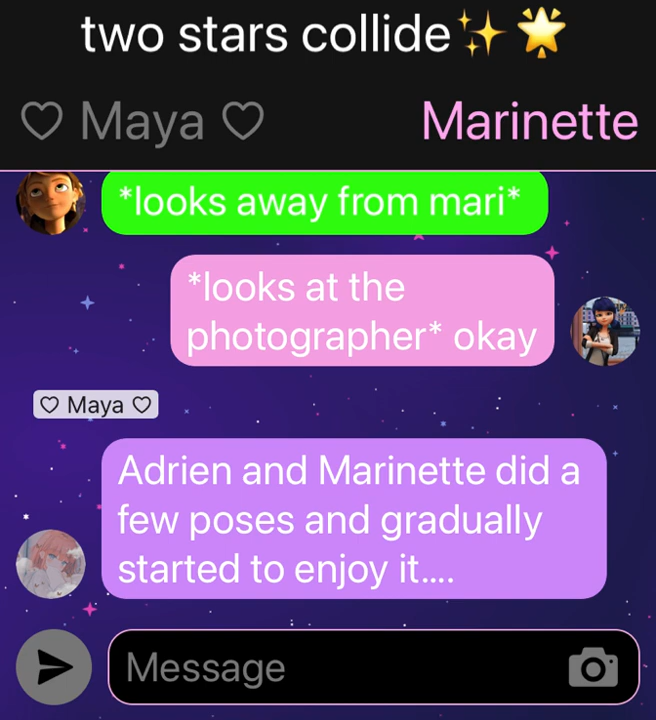 two stars collide✨🌟
♡ Maya ♡ Marinette
*looks away from mari*
*looks at the
photographer* okay
♡ Maya ♡
Adrien and Marinette did a
few poses and gradually
started to enjoy it....
Message